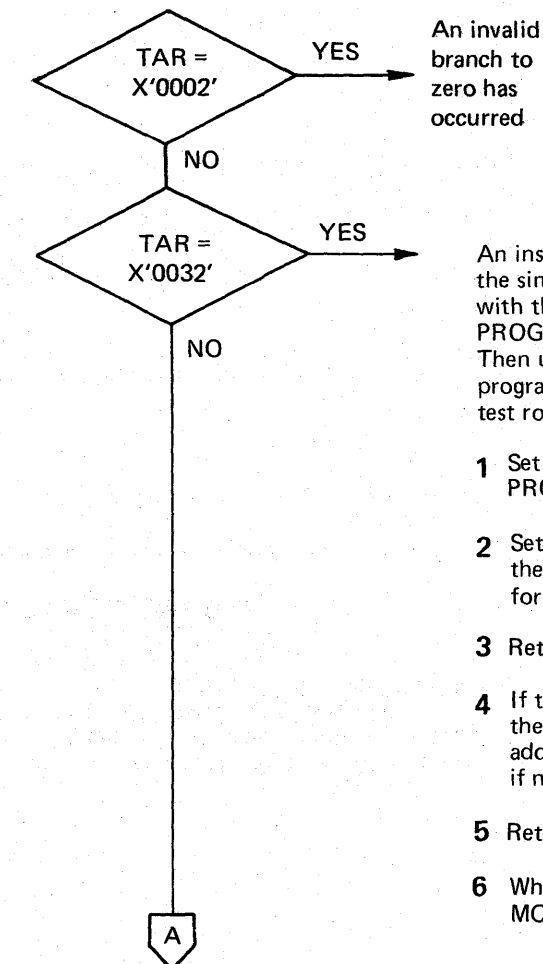 TAR =
X'0002'
YES
An invalid
branch to
zero has
occurred
NO
TAR =
X'0032'
YES
NO
An ins
the sin
with th
PROG
Then u
progra
test ro
1 Set
PRO
2 Set
the
for
3 Ret
4 If t
the
add
if n
5 Ret
6 Wh
MO
A